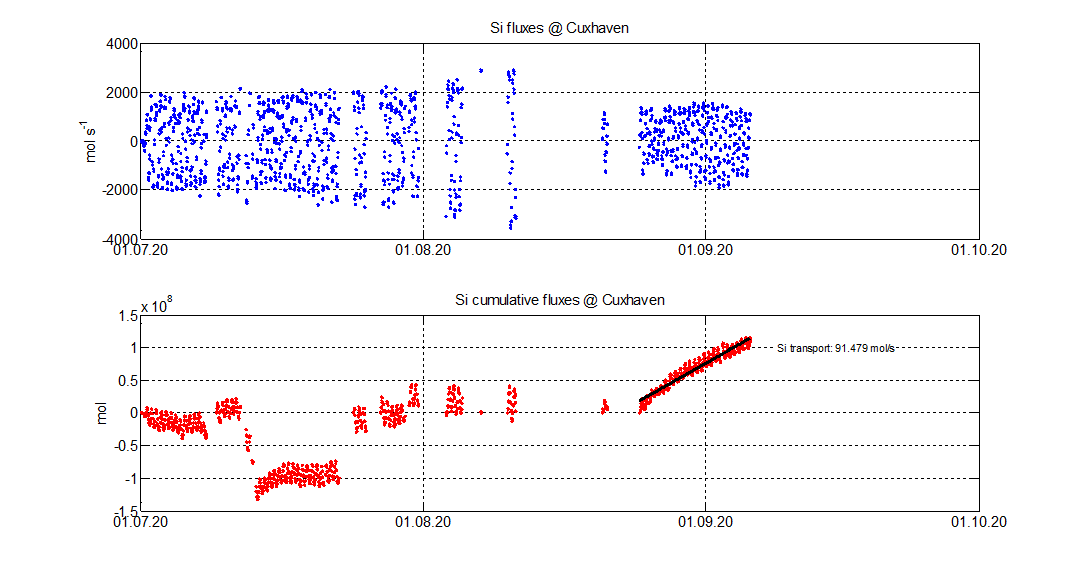 Si fluxes @ Cuxhaven
4000
2000
0
-2000
-4000
mol s-1
01.07.20 01.08.20 01.09.20 01.10.20
Si cumulative fluxes @ Cuxhaven
x 10^8
1.5
1
0.5
0
-0.5
-1
-1.5
mol
Si transport: 91.479 mol/s
01.07.20 01.08.20 01.09.20 01.10.20